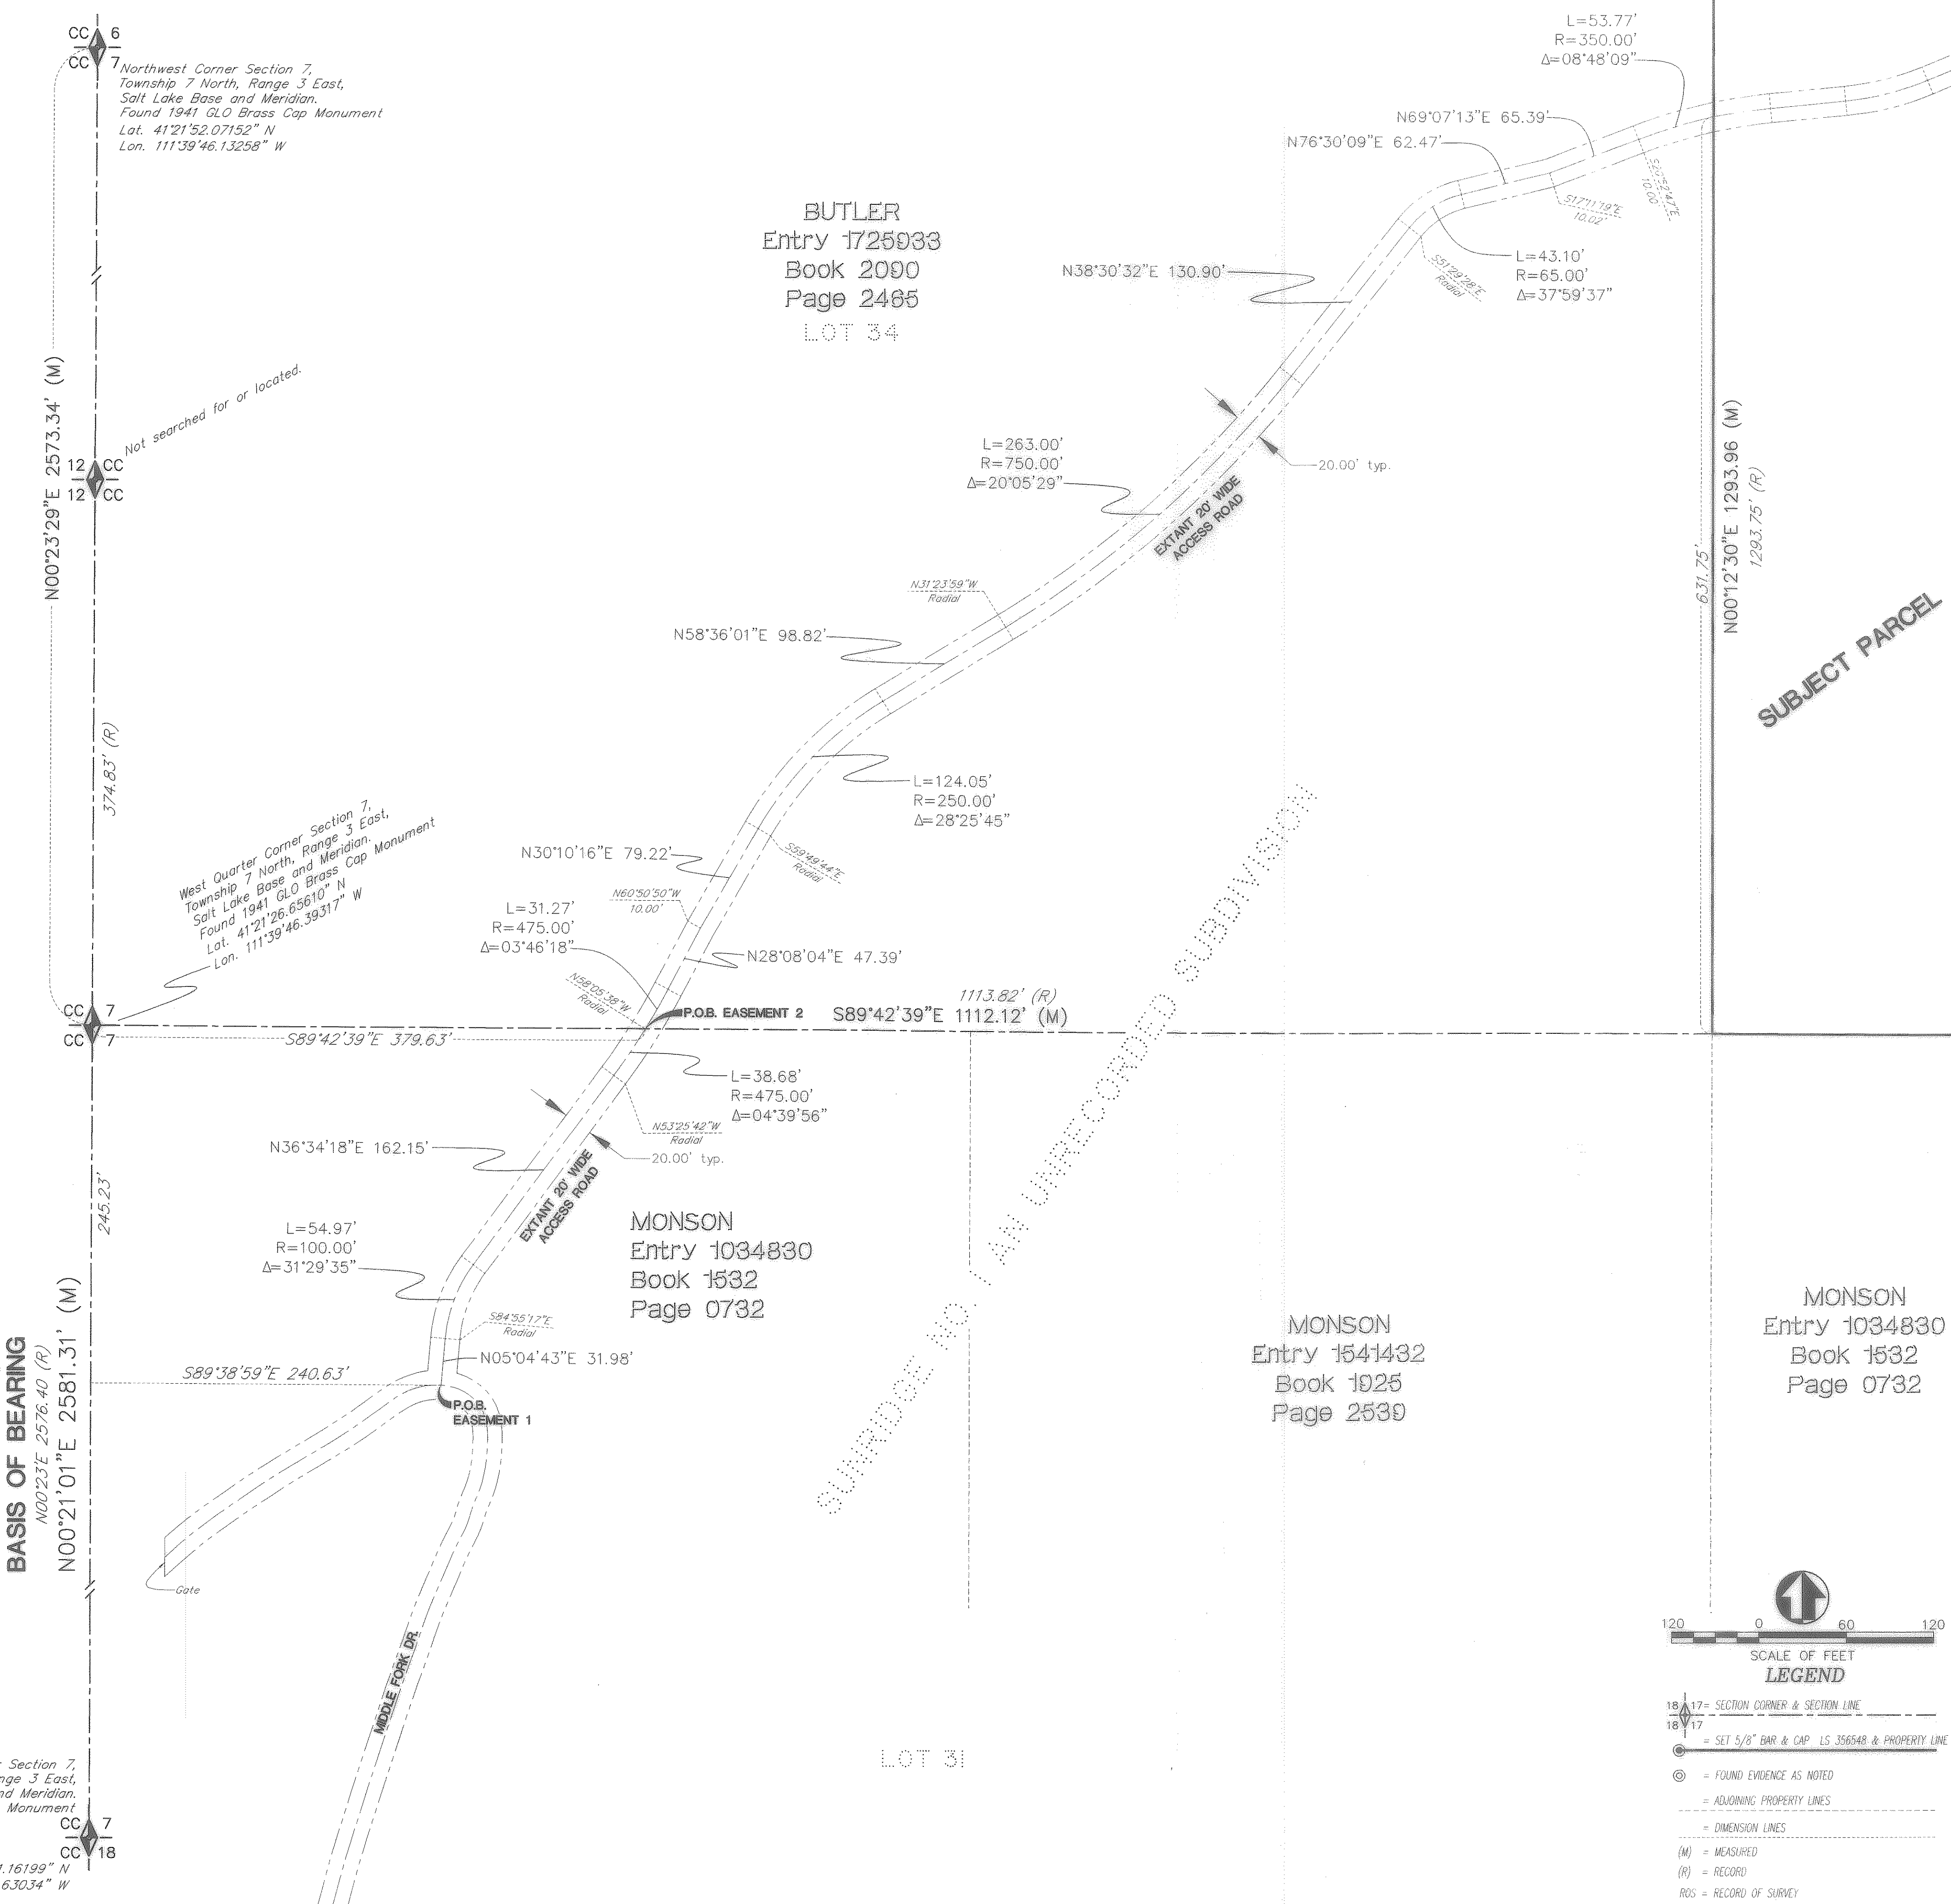 CC 6
CC 7
Northwest Corner Section 7,
Township 7 North, Range 3 East,
Salt Lake Base and Meridian.
Found 1941 GLO Brass Cap Monument
Lat. 41°21'52.07152" N
Lon. 111°39'46.13258" W
L=53.77'
R=350.00'
Δ=08°48'09"
N69°07'13"E 65.39'
N76°30'09"E 62.47'
S20°52'47"E
10.00'
S17°11'19"E
10.02'
BUTLER
Entry 1725933
Book 2090
Page 2465
LOT 34
N38°30'32"E 130.90'
S51°29'28"E
Radial
L=43.10'
R=65.00'
Δ=37°59'37"
N00°23'29"E 2573.34' (M)
Not searched for or located.
12 CC
12 CC
L=263.00'
R=750.00'
Δ=20°05'29"
20.00' typ.
EXTANT 20' WIDE
ACCESS ROAD
631.75'
N00°12'30"E 1293.96 (M)
1293.75' (R)
SUBJECT PARCEL
N31°23'59"W
Radial
N58°36'01"E 98.82'
374.83' (R)
L=124.05'
R=250.00'
Δ=28°25'45"
West Quarter Corner Section 7,
Township 7 North, Range 3 East,
Salt Lake Base and Meridian.
Found 1941 GLO Brass Cap Monument
Lat. 41°21'26.65610" N
Lon. 111°39'46.39317" W
N30°10'16"E 79.22'
S59°49'44"E
Radial
N60°50'50"W
10.00'
L=31.27'
R=475.00'
Δ=03°46'18"
N28°08'04"E 47.39'
N58°05'38"W
Radial
CC 7
CC 7
P.O.B. EASEMENT 2
1113.82' (R)
S89°42'39"E 1112.12' (M)
S89°42'39"E 379.63'
L=38.68'
R=475.00'
Δ=04°39'56"
N53°25'42"W
Radial
20.00' typ.
N36°34'18"E 162.15'
EXTANT 20' WIDE
ACCESS ROAD
245.23'
L=54.97'
R=100.00'
Δ=31°29'35"
MONSON
Entry 1034830
Book 1532
Page 0732
SUNRIDGE NO. 1 AN UNRECORDED SUBDIVISION
S84°55'17"E
Radial
N05°04'43"E 31.98'
S89°38'59"E 240.63'
P.O.B.
EASEMENT 1
MONSON
Entry 1541432
Book 1925
Page 2539
MONSON
Entry 1034830
Book 1532
Page 0732
BASIS OF BEARING
N00°23'E 2576.40 (R)
N00°21'01"E 2581.31' (M)
Gate
MIDDLE FORK DR.
LOT 31
Section 7,
nge 3 East,
nd Meridian.
Monument
CC 7
CC 18
.16199" N
63034" W
120 0 60 120
SCALE OF FEET
LEGEND
18 17 = SECTION CORNER & SECTION LINE
18 17
= SET 5/8" BAR & CAP LS 356548 & PROPERTY LINE
= FOUND EVIDENCE AS NOTED
= ADJOINING PROPERTY LINES
= DIMENSION LINES
(M) = MEASURED
(R) = RECORD
ROS = RECORD OF SURVEY